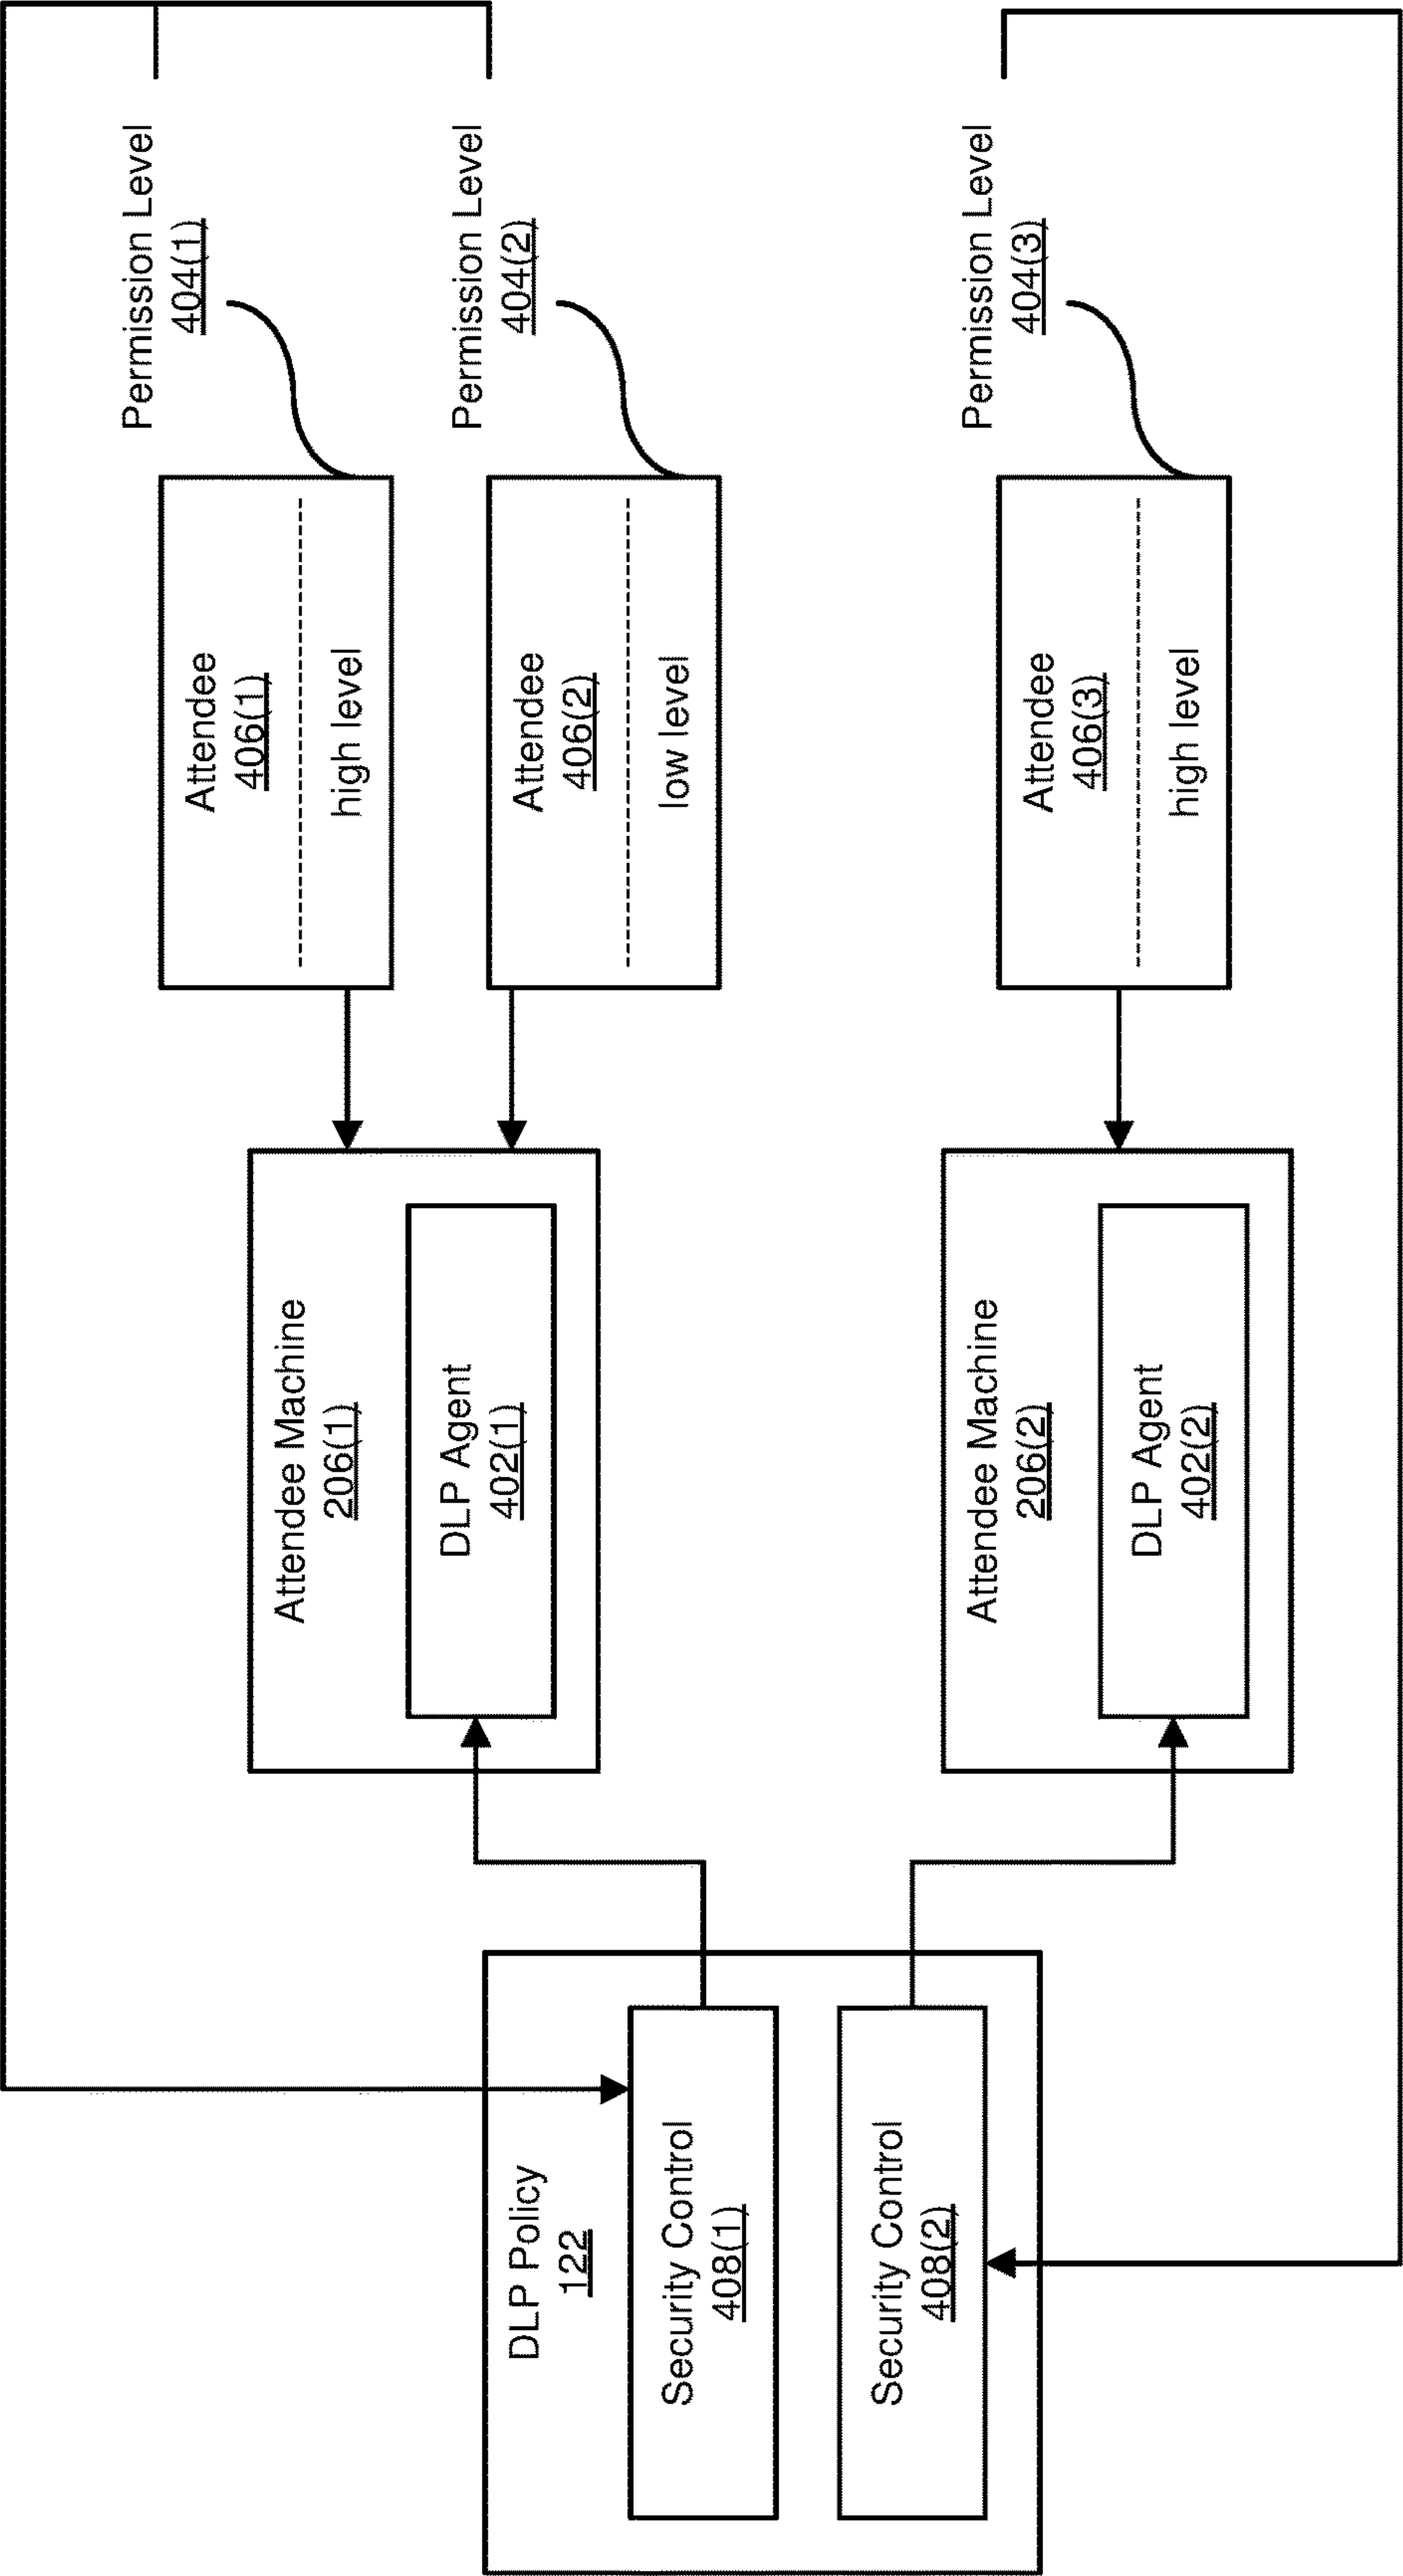 Permission Level
404(1)
Attendee
406(1)
high level
Permission Level
404(2)
Attendee
406(2)
low level
Permission Level
404(3)
Attendee
406(3)
high level
Attendee Machine
206(1)
DLP Agent
402(1)
Attendee Machine
206(2)
DLP Agent
402(2)
DLP Policy
122
Security Control
408(1)
Security Control
408(2)